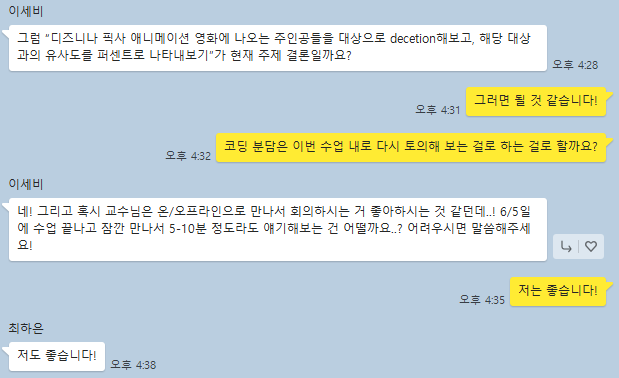 이세비
그럼 “디즈니나 픽사 애니메이션 영화에 나오는 주인공들을 대상으로 decetion해보고, 해당 대상
과의 유사도를 퍼센트로 나타내보기”가 현재 주제 결론일까요?
오후 4:28
그러면 될 것 같습니다!
오후 4:31
코딩 분담은 이번 수업 내로 다시 토의해 보는 걸로 하는 걸로 할까요?
오후 4:32
이세비
네! 그리고 혹시 교수님은 온/오프라인으로 만나서 회의하시는 거 좋아하시는 것 같던데..! 6/5일
에 수업 끝나고 잠깐 만나서 5-10분 정도라도 얘기해보는 건 어떨까요..? 어려우시면 말씀해주세
요!
저는 좋습니다!
오후 4:35
최하은
저도 좋습니다!
오후 4:38